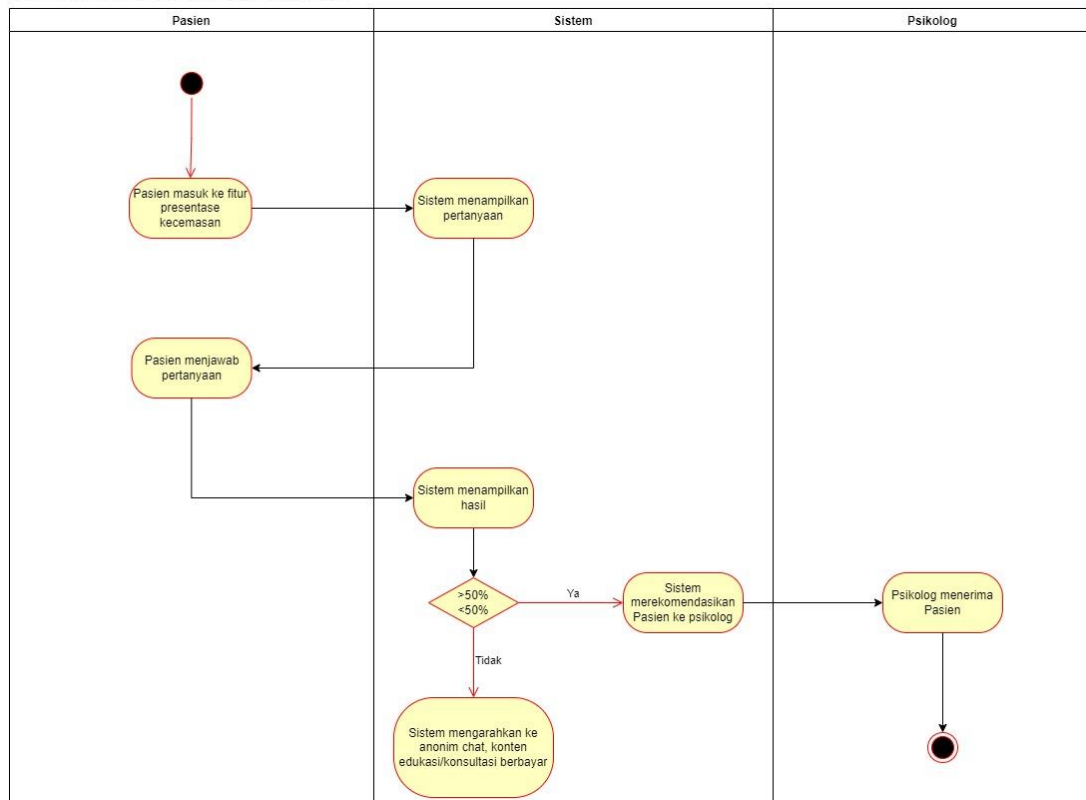 Pasien
Sistem
Psikolog
Pasien masuk ke fitur
presentase
kecemasan
Sistem menampilkan
pertanyaan
Pasien menjawab
pertanyaan
Sistem menampilkan
hasil
>50%
<50%
Ya
Sistem
merekomendasikan
Pasien ke psikolog
Psikolog menerima
Pasien
Tidak
Sistem mengarahkan ke
anonim chat, konten
edukasi/konsultasi berbayar